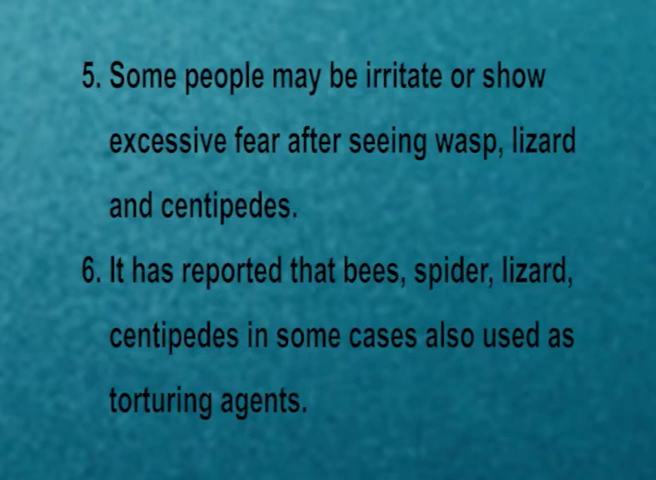 5. Some people may be irritate or show
excessive fear after seeing wasp, lizard
and centipedes.
6. It has reported that bees, spider, lizard,
centipedes in some cases also used as
torturing agents.